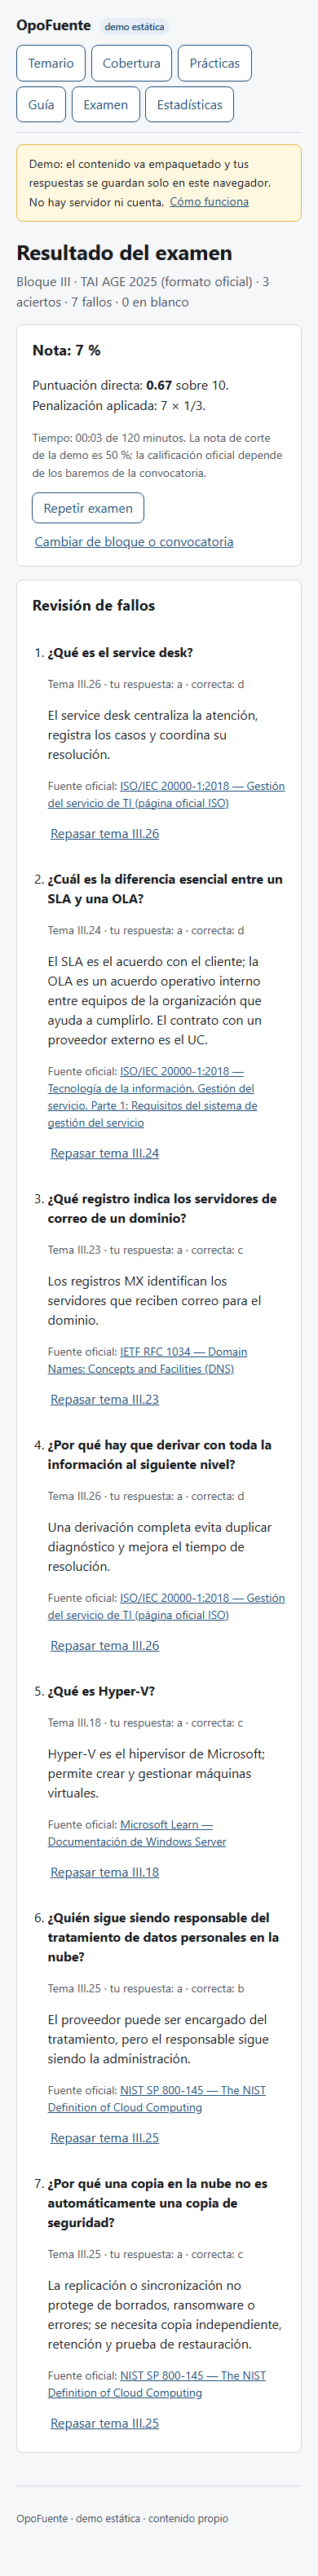 OpoFuente demo estática
Temario Cobertura Prácticas
Guía Examen Estadísticas
Demo: el contenido va empaquetado y tus
respuestas se guardan solo en este navegador.
No hay servidor ni cuenta. Cómo funciona
Resultado del examen
Bloque III · TAI AGE 2025 (formato oficial) · 3
aciertos · 7 fallos · 0 en blanco
Nota: 7 %
Puntuación directa: 0.67 sobre 10.
Penalización aplicada: 7 × 1/3.
Tiempo: 00:03 de 120 minutos. La nota de corte
de la demo es 50 %; la calificación oficial depende
de los baremos de la convocatoria.
Repetir examen
Cambiar de bloque o convocatoria
Revisión de fallos
1. ¿Qué es el service desk?
Tema III.26 · tu respuesta: a · correcta: d
El service desk centraliza la atención,
registra los casos y coordina su
resolución.
Fuente oficial: ISO/IEC 20000-1:2018 — Gestión
del servicio de TI (página oficial ISO)
Repasar tema III.26
2. ¿Cuál es la diferencia esencial entre un
SLA y una OLA?
Tema III.24 · tu respuesta: a · correcta: d
El SLA es el acuerdo con el cliente; la
OLA es un acuerdo operativo interno
entre equipos de la organización que
ayuda a cumplirlo. El contrato con un
proveedor externo es el UC.
Fuente oficial: ISO/IEC 20000-1:2018 —
Tecnología de la información. Gestión del
servicio. Parte 1: Requisitos del sistema de
gestión del servicio
Repasar tema III.24
3. ¿Qué registro indica los servidores de
correo de un dominio?
Tema III.23 · tu respuesta: a · correcta: c
Los registros MX identifican los
servidores que reciben correo para el
dominio.
Fuente oficial: IETF RFC 1034 — Domain
Names: Concepts and Facilities (DNS)
Repasar tema III.23
4. ¿Por qué hay que derivar con toda la
información al siguiente nivel?
Tema III.26 · tu respuesta: a · correcta: d
Una derivación completa evita duplicar
diagnóstico y mejora el tiempo de
resolución.
Fuente oficial: ISO/IEC 20000-1:2018 — Gestión
del servicio de TI (página oficial ISO)
Repasar tema III.26
5. ¿Qué es Hyper-V?
Tema III.18 · tu respuesta: a · correcta: c
Hyper-V es el hipervisor de Microsoft;
permite crear y gestionar máquinas
virtuales.
Fuente oficial: Microsoft Learn —
Documentación de Windows Server
Repasar tema III.18
6. ¿Quién sigue siendo responsable del
tratamiento de datos personales en la
nube?
Tema III.25 · tu respuesta: a · correcta: b
El proveedor puede ser encargado del
tratamiento, pero el responsable sigue
siendo la administración.
Fuente oficial: NIST SP 800-145 — The NIST
Definition of Cloud Computing
Repasar tema III.25
7. ¿Por qué una copia en la nube no es
automáticamente una copia de
seguridad?
Tema III.25 · tu respuesta: a · correcta: c
La replicación o sincronización no
protege de borrados, ransomware o
errores; se necesita copia independiente,
retención y prueba de restauración.
Fuente oficial: NIST SP 800-145 — The NIST
Definition of Cloud Computing
Repasar tema III.25
OpoFuente · demo estática · contenido propio